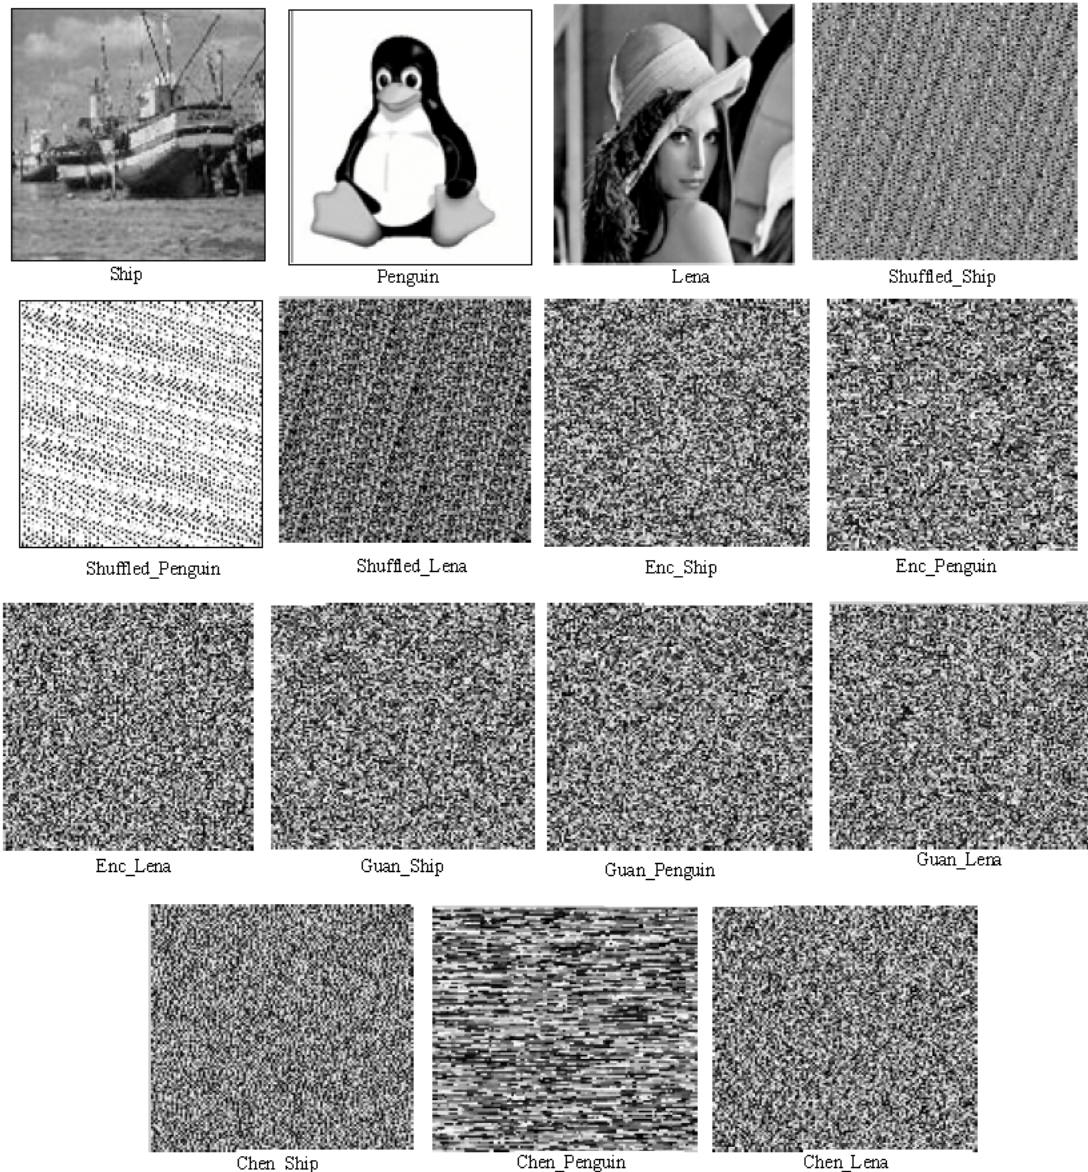 Ship
Penguin
Lena
Shuffled_Ship
Shuffled_Penguin
Shuffled_Lena
Enc_Ship
Enc_Penguin
Enc_Lena
Guan_Ship
Guan_Penguin
Guan_Lena
Chen_Ship
Chen_Penguin
Chen_Lena